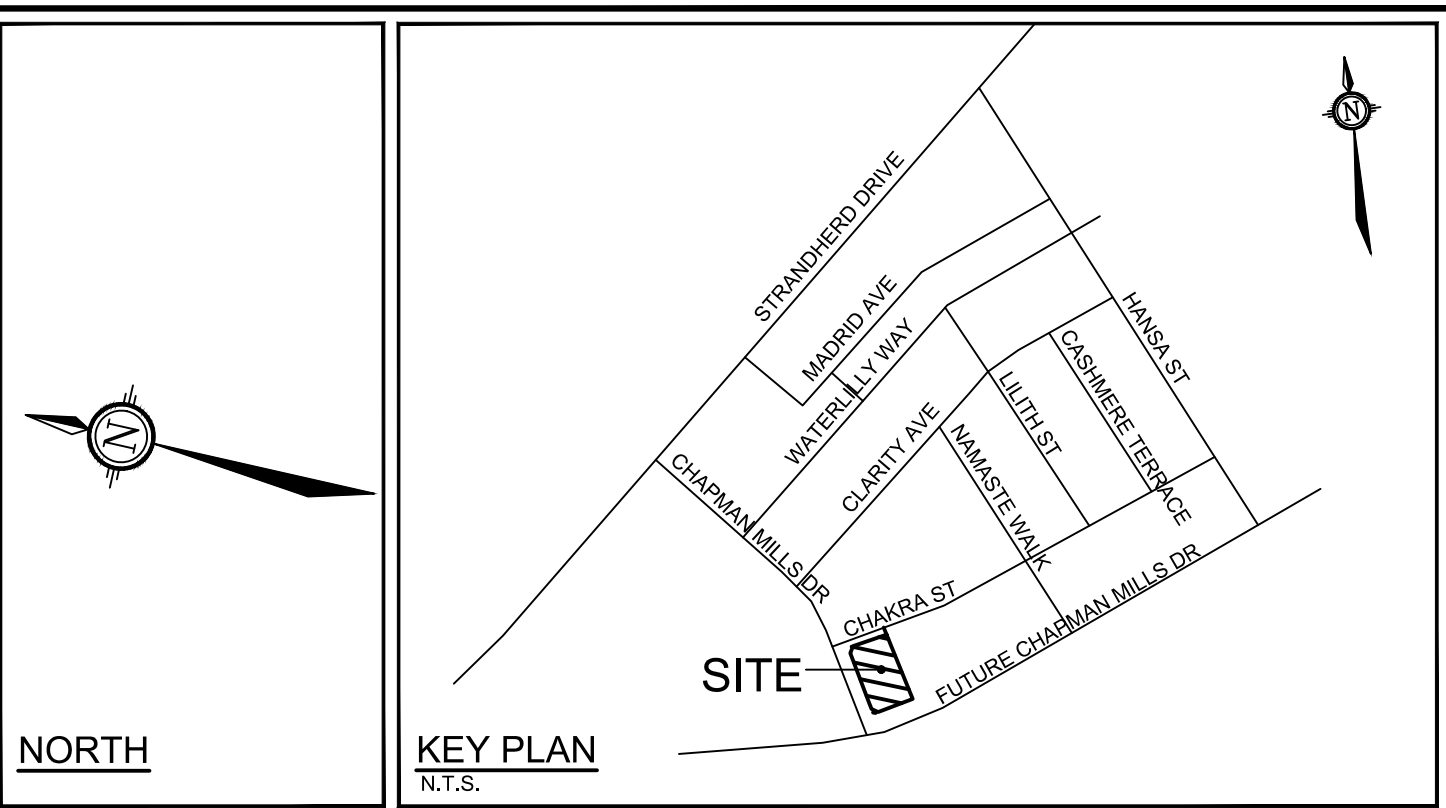 N
NORTH
N
STRANDHERD DRIVE
MADRID AVE
WATERLILLY WAY
HANSA ST
CASHMERE TERRACE
LILITH ST
CLARITY AVE
NAMASTE WALK
CHAPMAN MILLS DR
CHAKRA ST
FUTURE CHAPMAN MILLS DR
SITE
KEY PLAN
N.T.S.